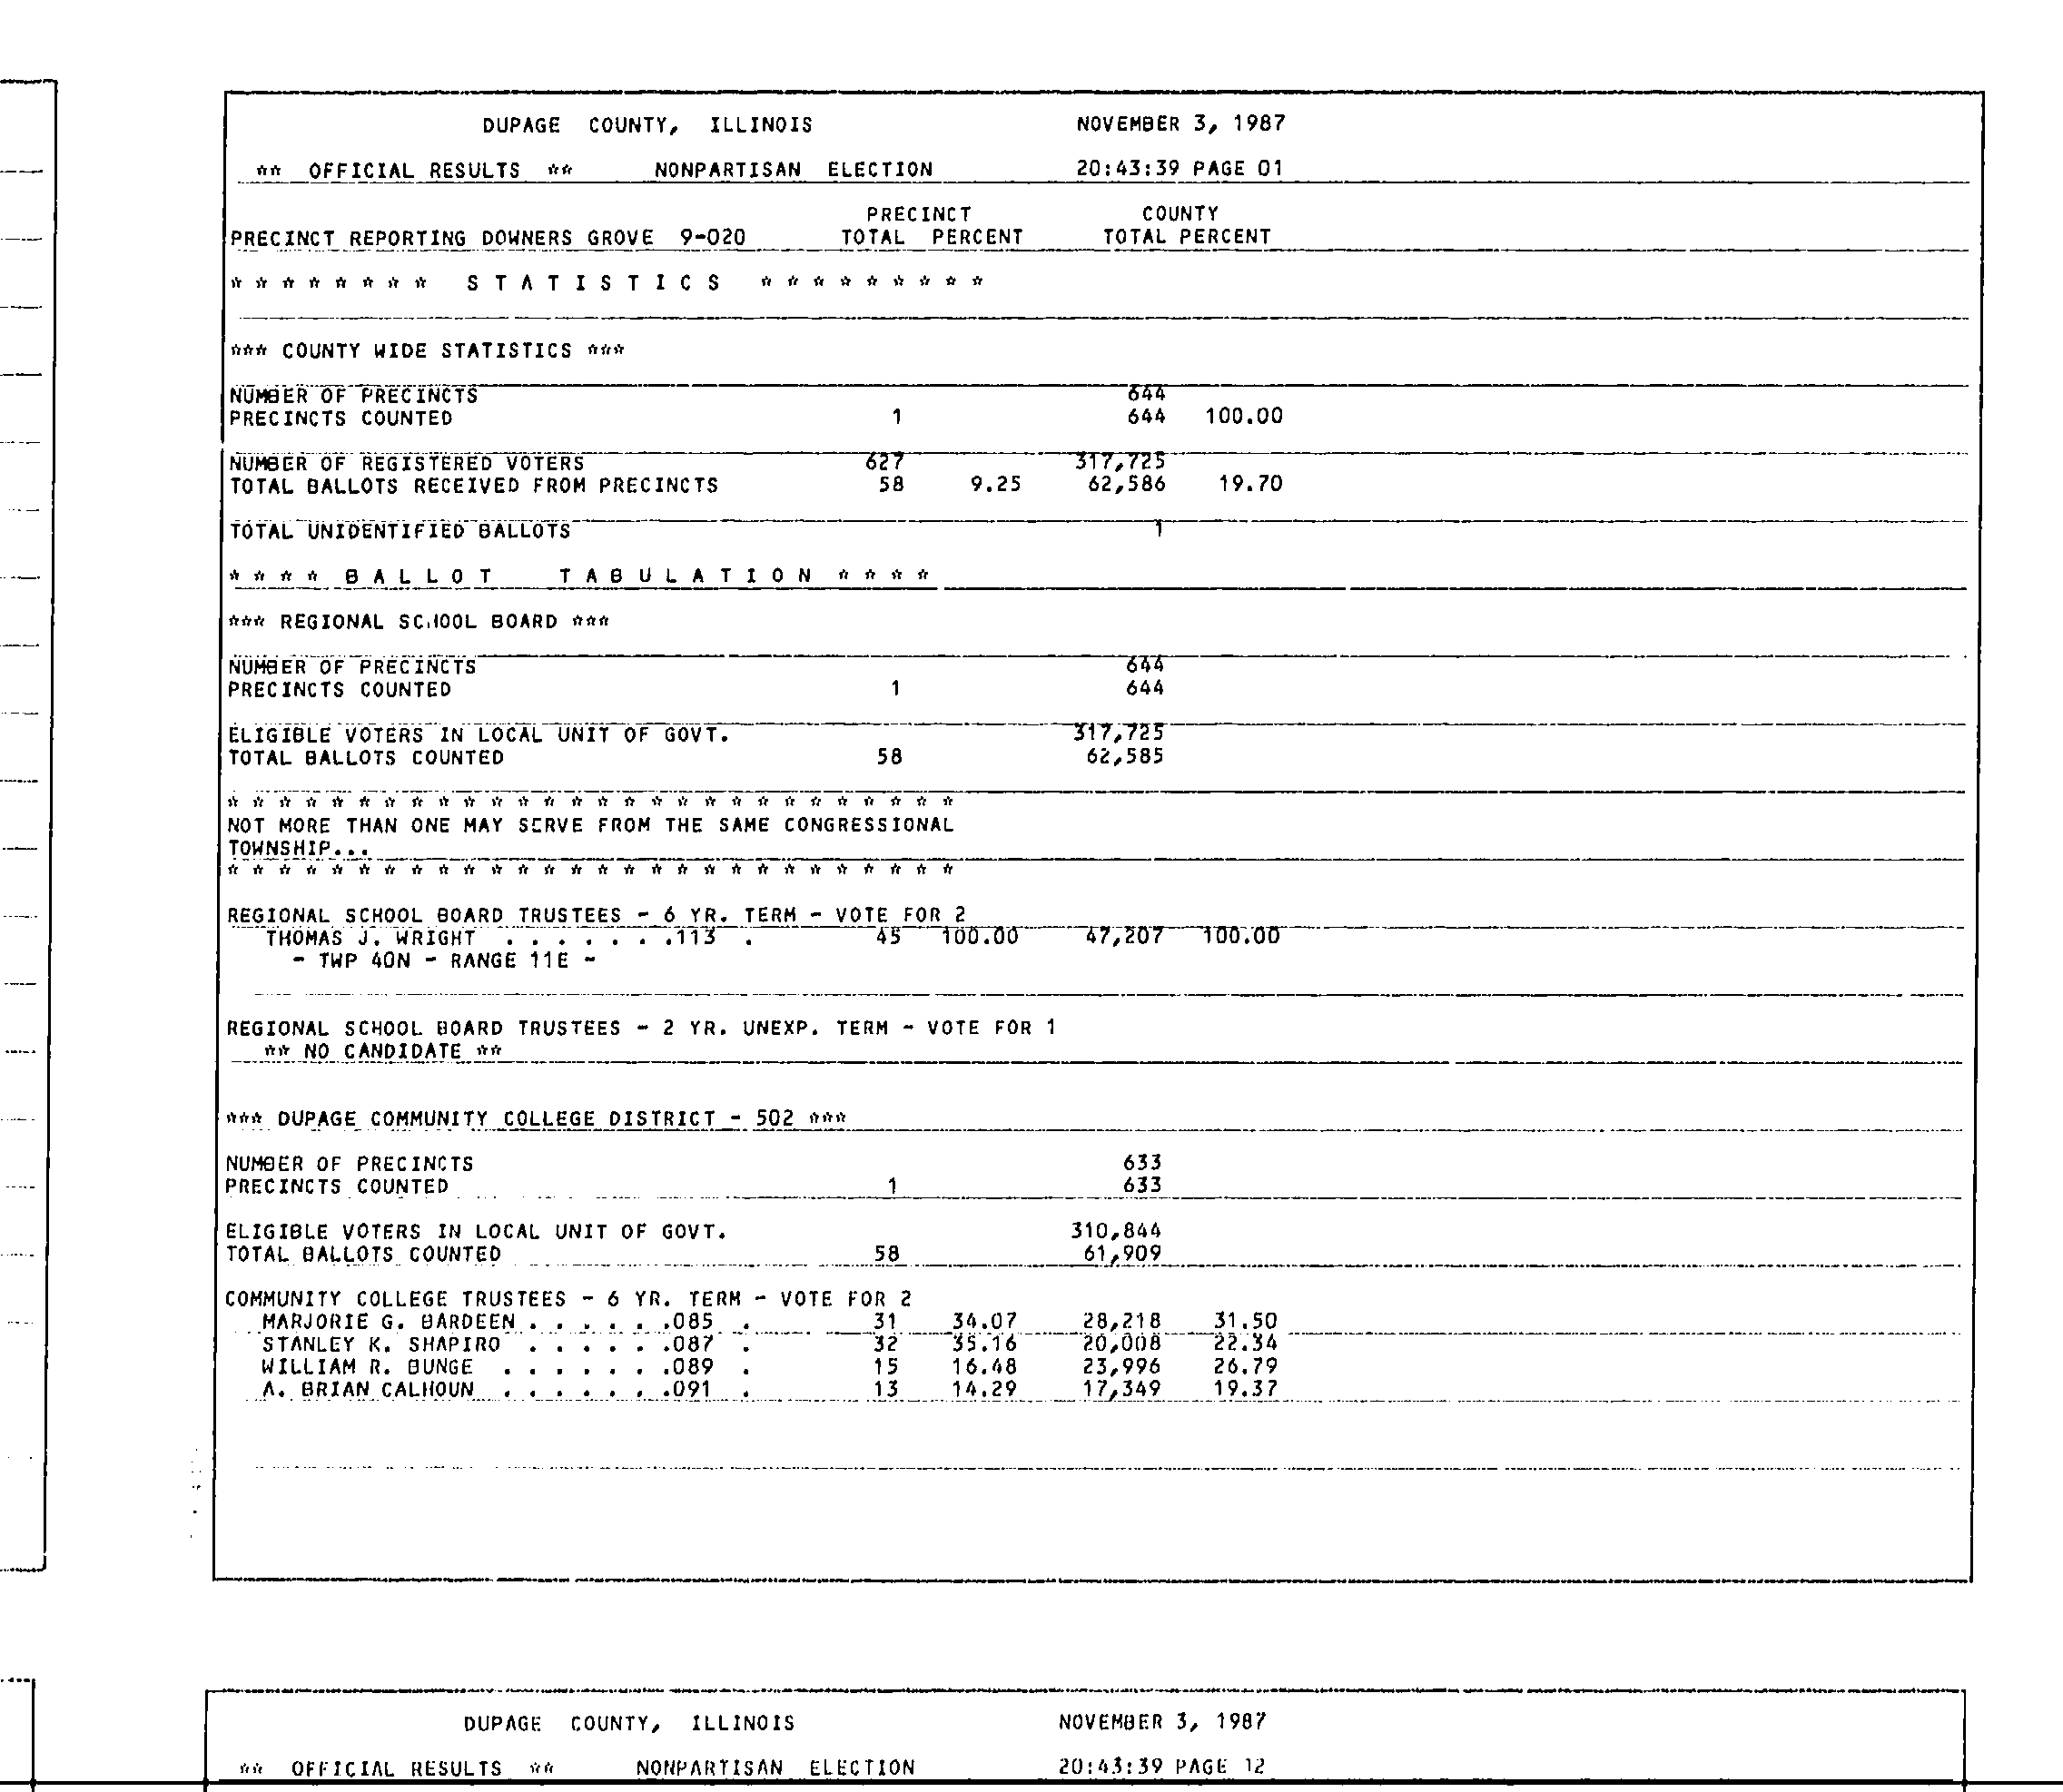 DUPAGE COUNTY, ILLINOIS NOVEMBER 3, 1987
** OFFICIAL RESULTS ** NONPARTISAN ELECTION 20:43:39 PAGE 01
PRECINCT COUNTY
PRECINCT REPORTING DOWNERS GROVE 9-020 TOTAL PERCENT TOTAL PERCENT
* * * * * * * * S T A T I S T I C S * * * * * * * * *
*** COUNTY WIDE STATISTICS ***
NUMBER OF PRECINCTS 644
PRECINCTS COUNTED 1 644 100.00
NUMBER OF REGISTERED VOTERS 627 317,725
TOTAL BALLOTS RECEIVED FROM PRECINCTS 58 9.25 62,586 19.70
TOTAL UNIDENTIFIED BALLOTS 1
* * * * B A L L O T T A B U L A T I O N * * * *
*** REGIONAL SCHOOL BOARD ***
NUMBER OF PRECINCTS 644
PRECINCTS COUNTED 1 644
ELIGIBLE VOTERS IN LOCAL UNIT OF GOVT. 317,725
TOTAL BALLOTS COUNTED 58 62,585
* * * * * * * * * * * * * * * * * * * * * * * * * * * *
NOT MORE THAN ONE MAY SERVE FROM THE SAME CONGRESSIONAL
TOWNSHIP...
* * * * * * * * * * * * * * * * * * * * * * * * * * * *
REGIONAL SCHOOL BOARD TRUSTEES - 6 YR. TERM - VOTE FOR 2
THOMAS J. WRIGHT . . . . . . .113 . 45 100.00 47,207 100.00
- TWP 40N - RANGE 11E -
REGIONAL SCHOOL BOARD TRUSTEES - 2 YR. UNEXP. TERM - VOTE FOR 1
** NO CANDIDATE **
*** DUPAGE COMMUNITY COLLEGE DISTRICT - 502 ***
NUMBER OF PRECINCTS 633
PRECINCTS COUNTED 1 633
ELIGIBLE VOTERS IN LOCAL UNIT OF GOVT. 310,844
TOTAL BALLOTS COUNTED 58 61,909
COMMUNITY COLLEGE TRUSTEES - 6 YR. TERM - VOTE FOR 2
MARJORIE G. BARDEEN . . . . . .085 . 31 34.07 28,218 31.50
STANLEY K. SHAPIRO . . . . . .087 . 32 35.16 20,008 22.34
WILLIAM R. BUNGE . . . . . . .089 . 15 16.48 23,996 26.79
A. BRIAN CALHOUN . . . . . . .091 . 13 14.29 17,349 19.37
DUPAGE COUNTY, ILLINOIS NOVEMBER 3, 1987
** OFFICIAL RESULTS ** NONPARTISAN ELECTION 20:43:39 PAGE 12